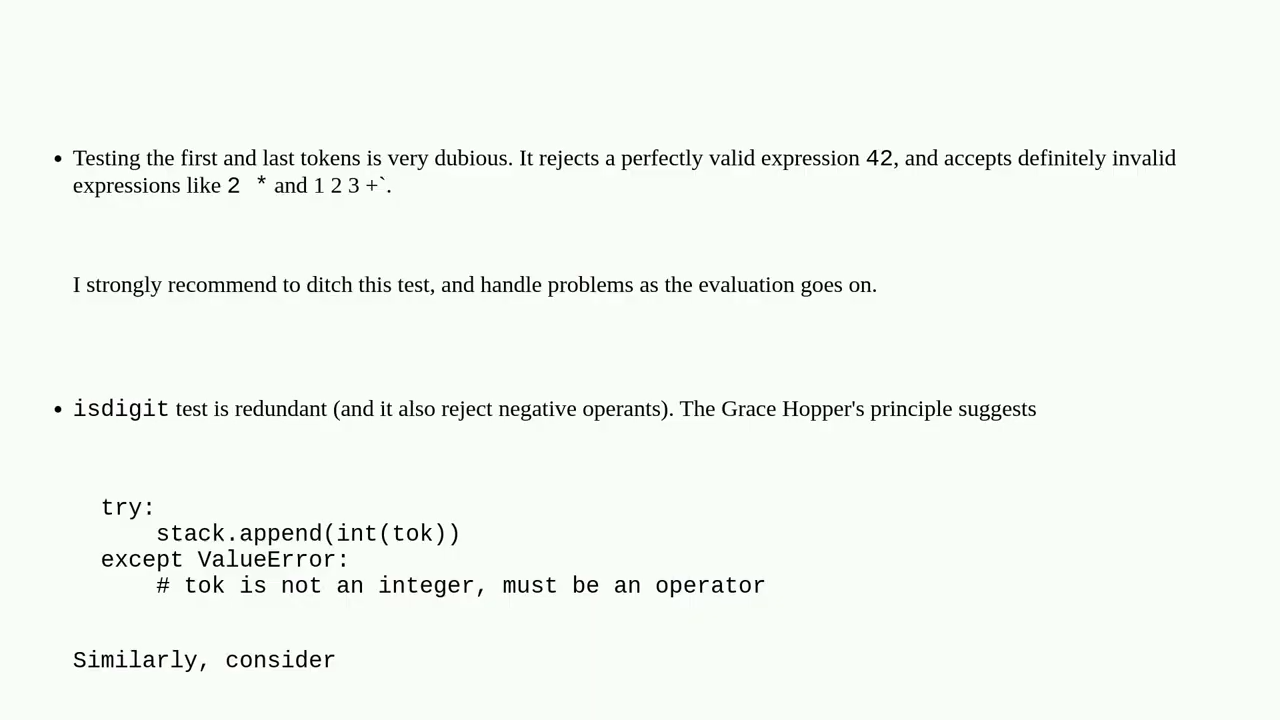 • Testing the first and last tokens is very dubious. It rejects a perfectly valid expression 42, and accepts definitely invalid
expressions like 2 * and 1 2 3 +`.
I strongly recommend to ditch this test, and handle problems as the evaluation goes on.
• isdigit test is redundant (and it also reject negative operants). The Grace Hopper's principle suggests
try:
    stack.append(int(tok))
except ValueError:
    # tok is not an integer, must be an operator
Similarly, consider